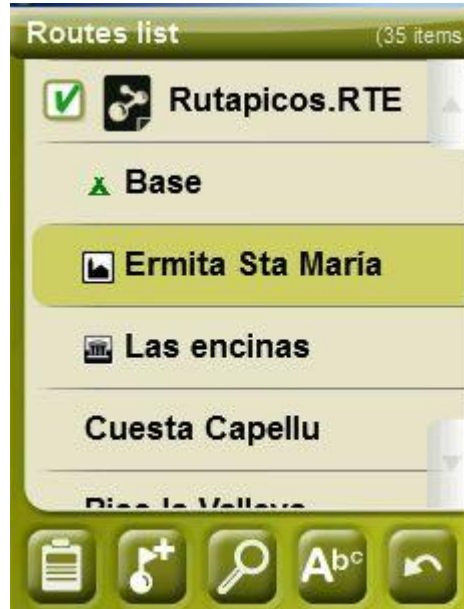 Routes list (35 items
Rutapicos.RTE
Base
Ermita Sta María
Las encinas
Cuesta Capellu
Abc